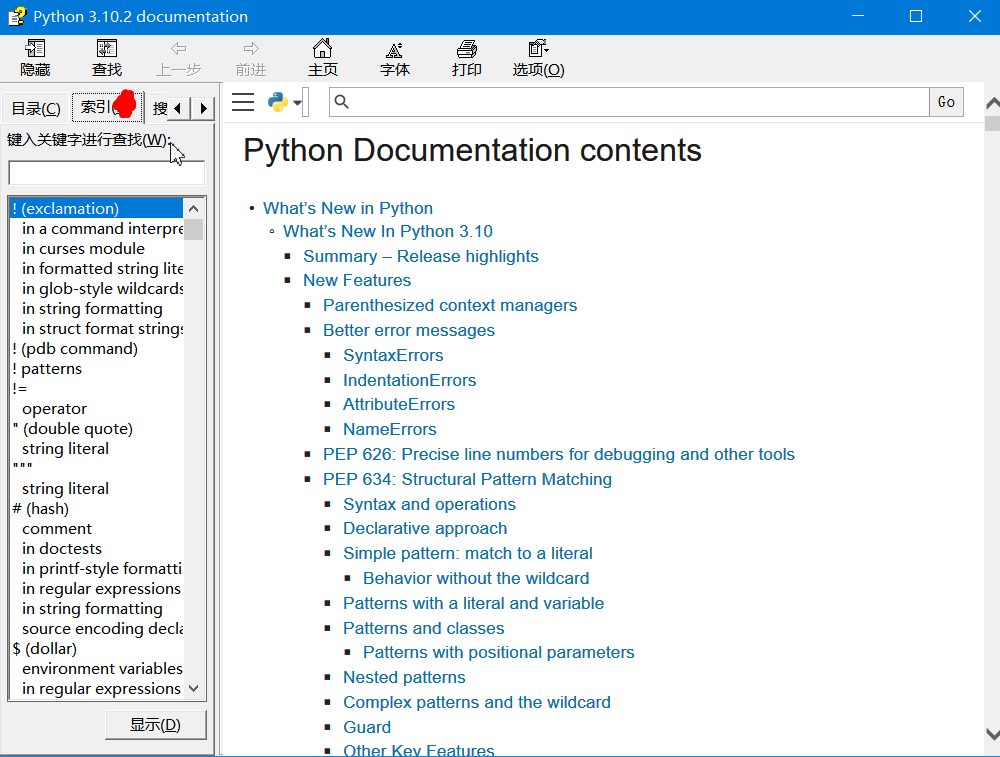 Python 3.10.2 documentation
隐藏 查找 上一步 前进 主页 字体 打印 选项(O)
目录(C) 索引 搜
键入关键字进行查找(W):
! (exclamation)
in a command interpre
in curses module
in formatted string lite
in glob-style wildcards
in string formatting
in struct format strings
! (pdb command)
! patterns
!=
operator
" (double quote)
string literal
"""
string literal
# (hash)
comment
in doctests
in printf-style formatti
in regular expressions
in string formatting
source encoding decla
$ (dollar)
environment variables
in regular expressions
显示(D)
Go
Python Documentation contents
• What's New in Python
◦ What's New In Python 3.10
▪ Summary – Release highlights
▪ New Features
▪ Parenthesized context managers
▪ Better error messages
▪ SyntaxErrors
▪ IndentationErrors
▪ AttributeErrors
▪ NameErrors
▪ PEP 626: Precise line numbers for debugging and other tools
▪ PEP 634: Structural Pattern Matching
▪ Syntax and operations
▪ Declarative approach
▪ Simple pattern: match to a literal
▪ Behavior without the wildcard
▪ Patterns with a literal and variable
▪ Patterns and classes
▪ Patterns with positional parameters
▪ Nested patterns
▪ Complex patterns and the wildcard
▪ Guard
▪ Other Key Features